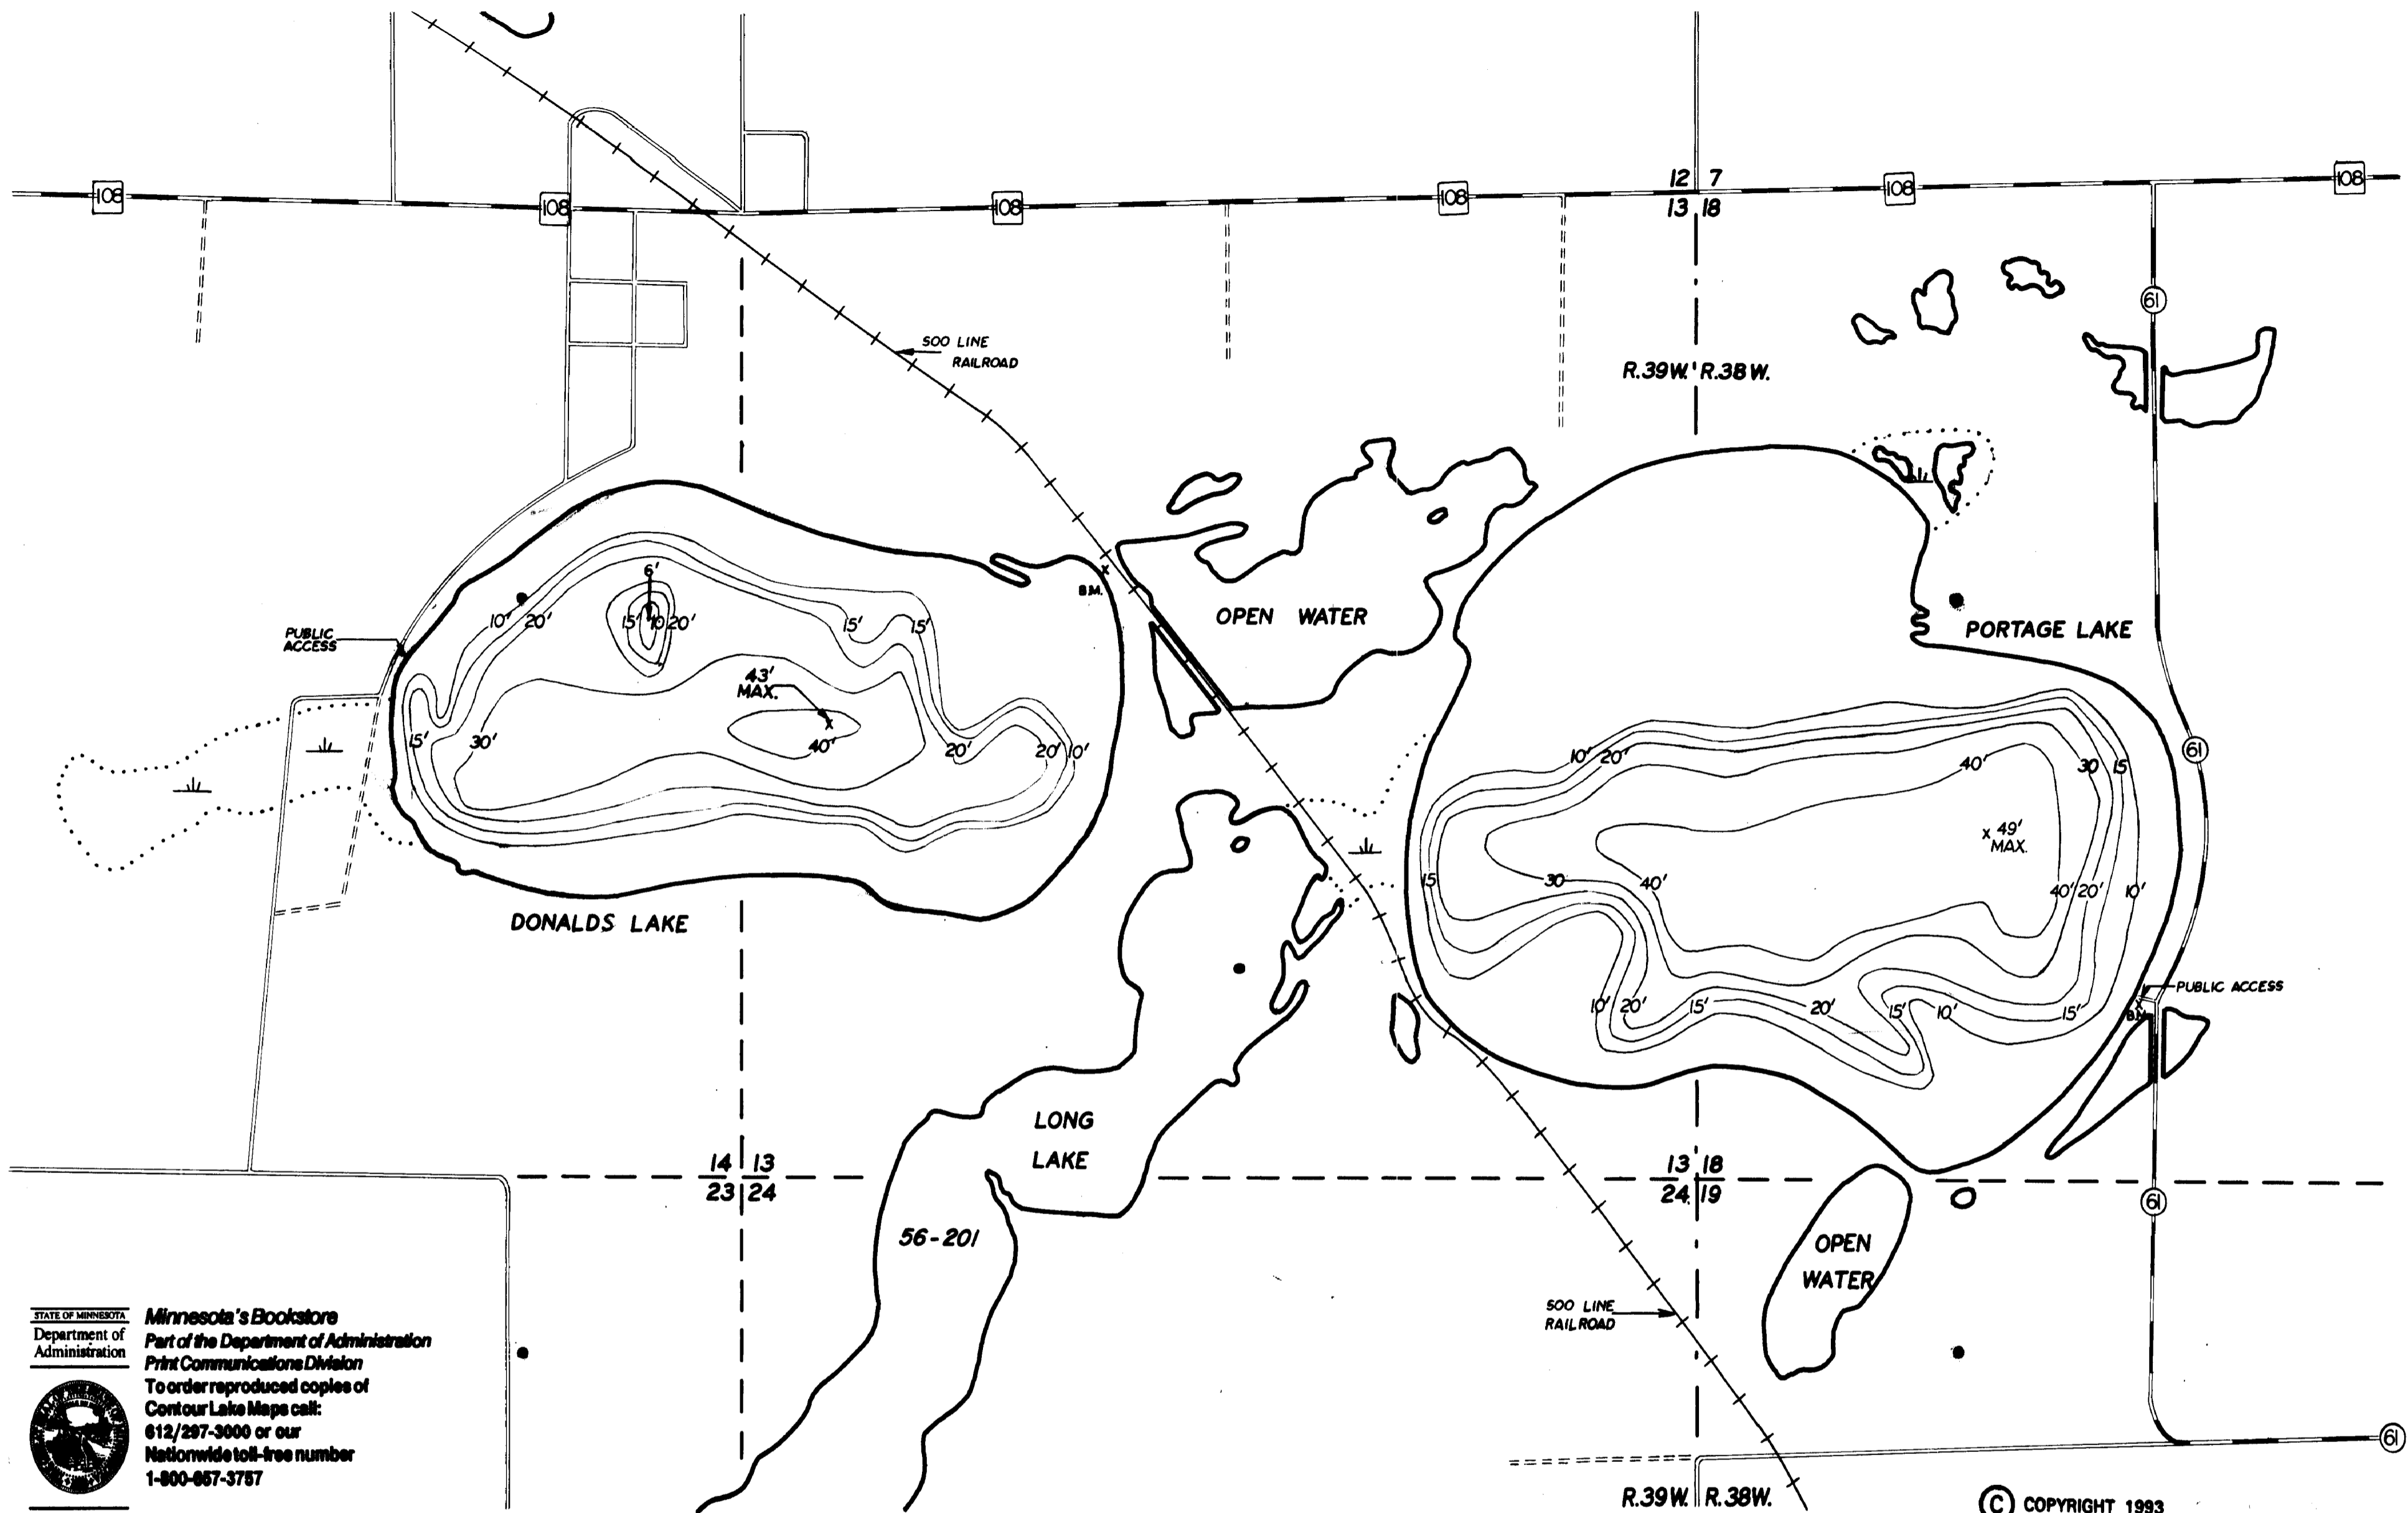 108
108
108
108
12 7
108
108
13 18
61
SOO LINE
RAILROAD
R.39W. R.38W.
6'
B.M.
10' 20'
15' 10 20'
15'
15'
OPEN WATER
PORTAGE LAKE
PUBLIC
ACCESS
43'
MAX.
15'
30'
40'
20'
20' 10'
10' 20'
40'
30
15
61
49'
MAX.
15
30
40'
40' 20'
10'
DONALDS LAKE
10' 20'
15'
20'
15'
10'
15'
PUBLIC ACCESS
B.M.
LONG
LAKE
14 13
23 24
13 18
24 19
61
56-201
OPEN
WATER
SOO LINE
RAILROAD
STATE OF MINNESOTA
Department of
Administration
Minnesota's Bookstore
Part of the Department of Administration
Print Communications Division
To order reproduced copies of
Contour Lake Maps call:
612/297-3000 or our
Nationwide toll-free number
1-800-657-3757
61
R.39W. R.38W.
© COPYRIGHT 1993